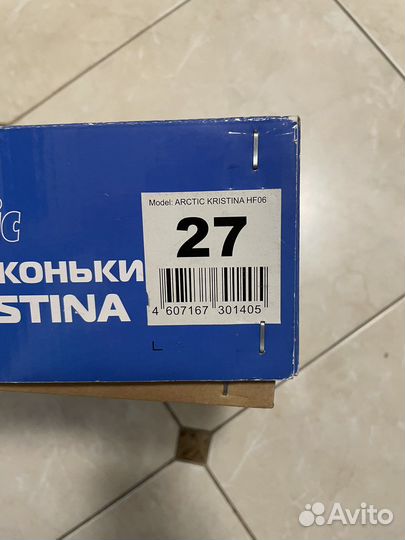 Model: ARCTIC KRISTINA HF06
27
ic
КОНЬКИ
STINA
4 607167 301405
L
Avito